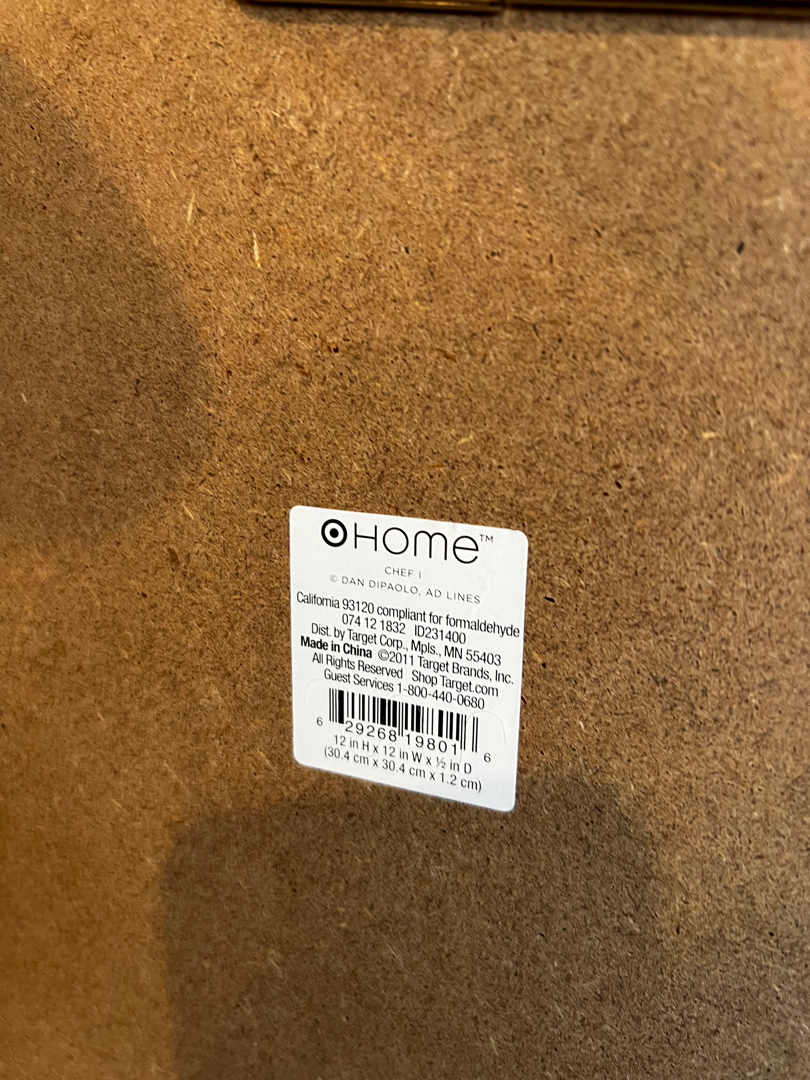 HOME™
CHEF I
© DAN DIPAOLO, AD LINES
California 93120 compliant for formaldehyde
074 12 1832 ID231400
Dist. by Target Corp., Mpls., MN 55403
Made in China ©2011 Target Brands, Inc.
All Rights Reserved Shop Target.com
Guest Services 1-800-440-0680
6 29268 19801 6
12 in H x 12 in W x ½ in D
(30.4 cm x 30.4 cm x 1.2 cm)